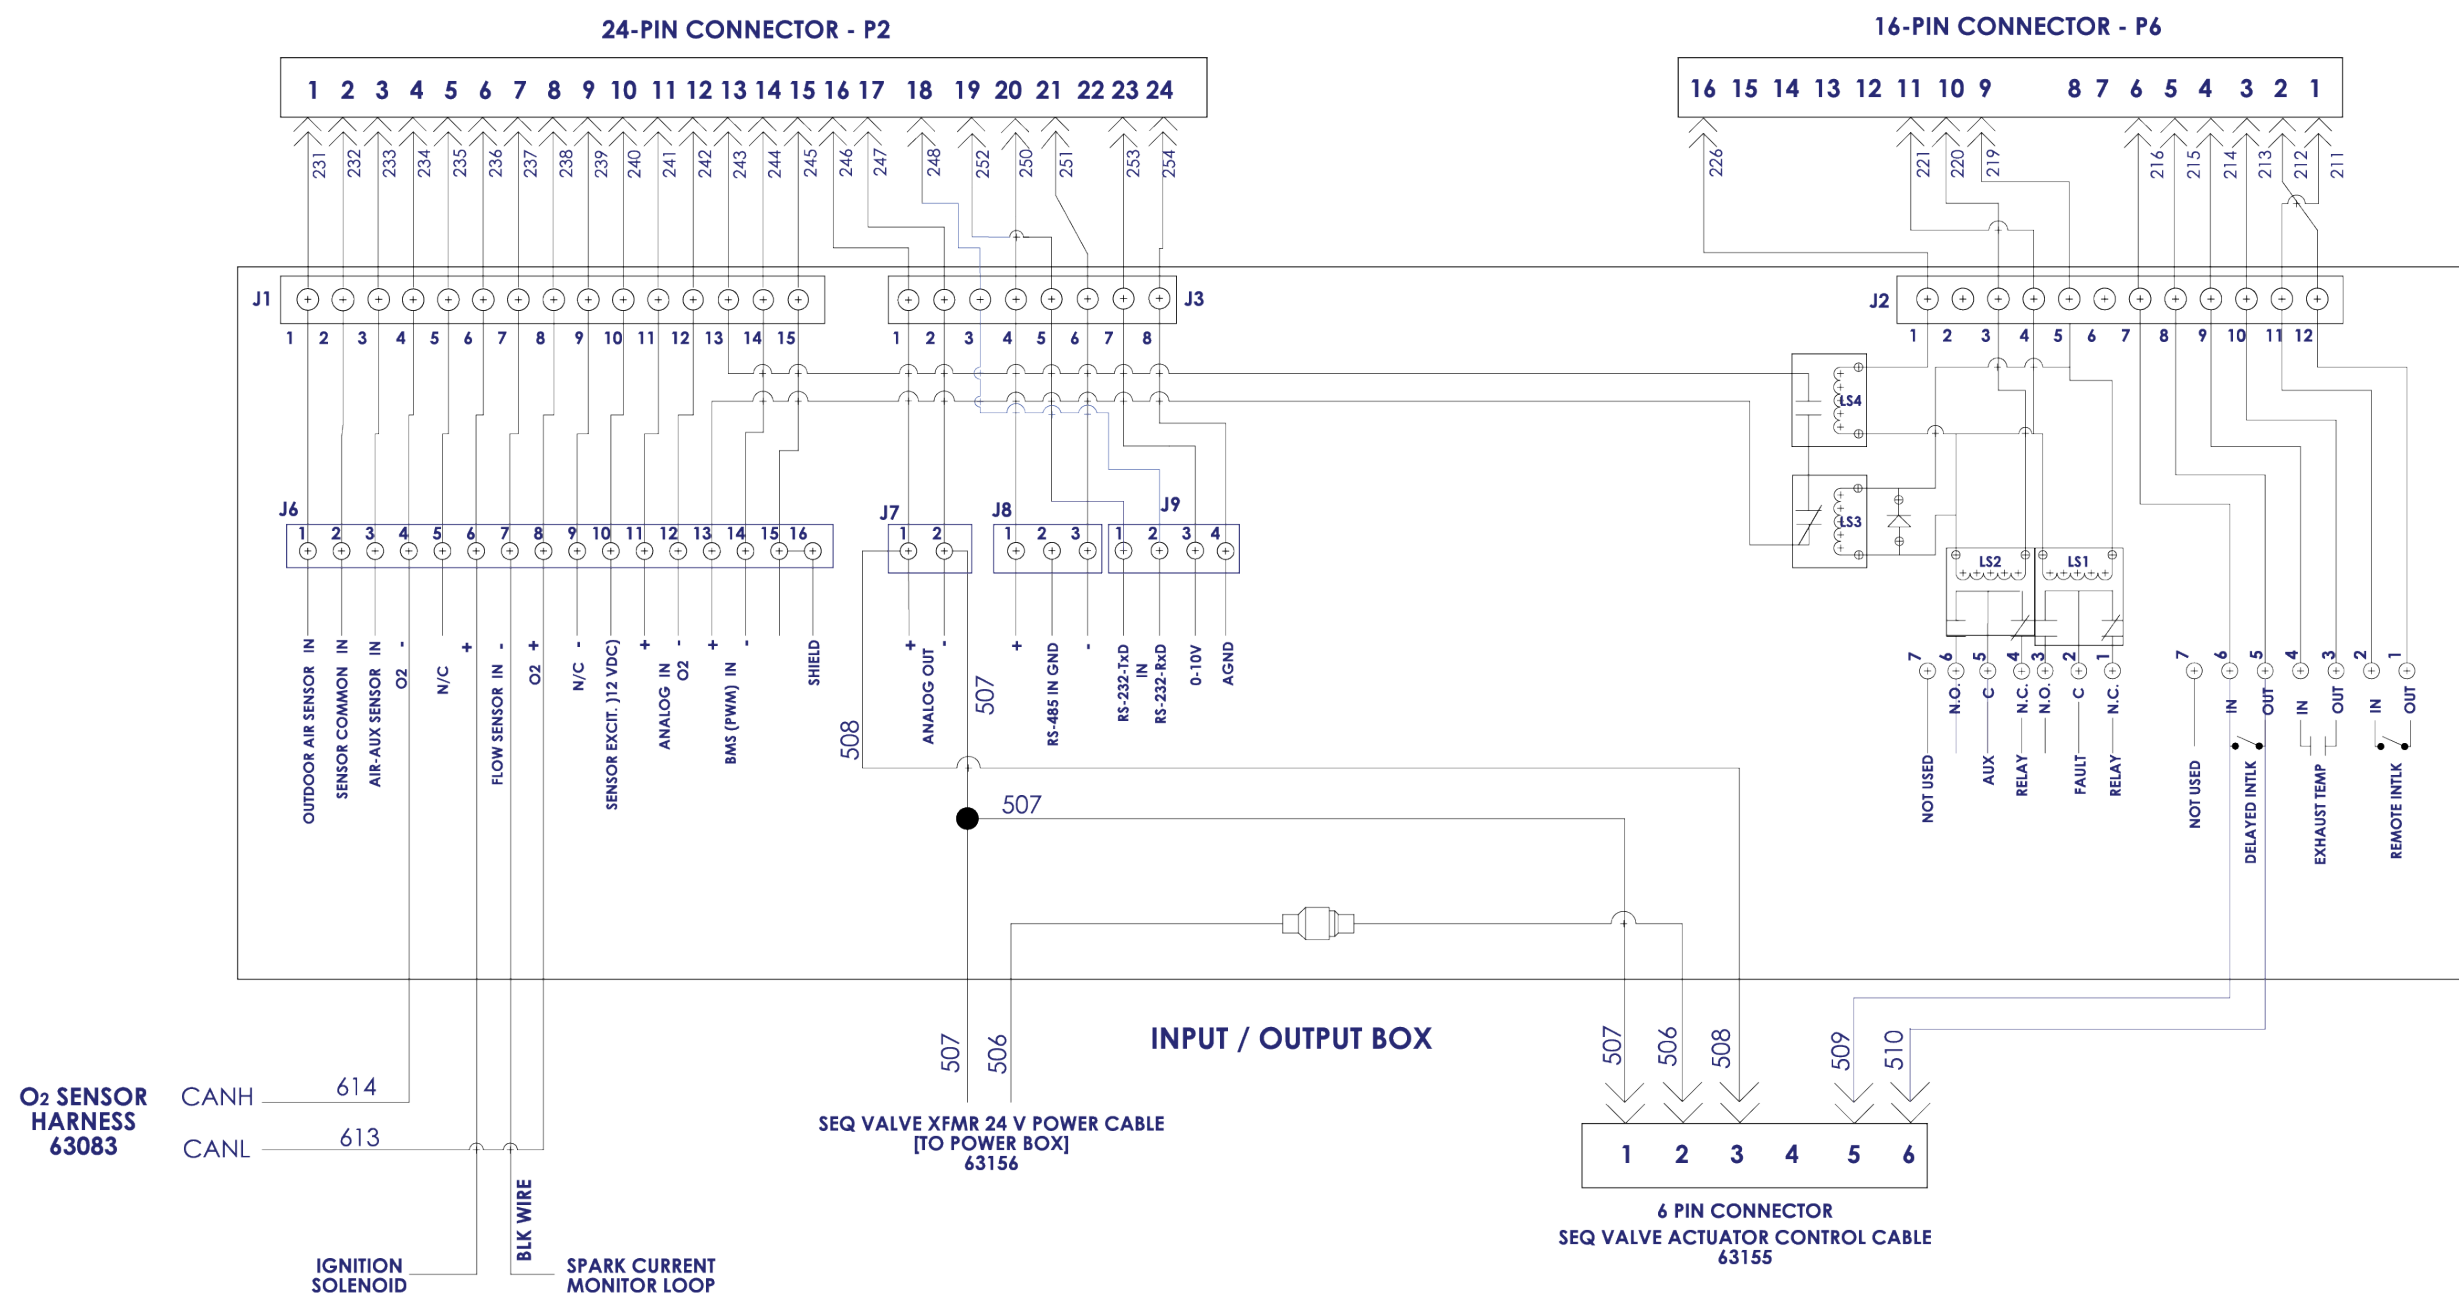 24-PIN CONNECTOR - P2
16-PIN CONNECTOR - P6
1 2 3 4 5 6 7 8 9 10 11 12 13 14 15 16 17 18 19 20 21 22 23 24
16 15 14 13 12 11 10 9 8 7 6 5 4 3 2 1
231 232 233 234 235 236 237 238 239 240 241 242 243 244 245 246 247 248 252 250 251 253 254
226 221 220 219 216 215 214 213 212 211
J1
J3
J2
1 2 3 4 5 6 7 8 9 10 11 12 13 14 15
1 2 3 4 5 6 7 8
1 2 3 4 5 6 7 8 9 10 11 12
LS4
LS3
J6
J7
J8
J9
1 2 3 4 5 6 7 8 9 10 11 12 13 14 15 16
1 2
1 2 3
1 2 3 4
LS2
LS1
OUTDOOR AIR SENSOR IN
SENSOR COMMON IN
AIR-AUX SENSOR IN
O2 -
N/C
+
FLOW SENSOR IN -
O2 +
N/C -
SENSOR EXCIT. )12 VDC)
+
ANALOG IN
-
O2
+
BMS (PWM) IN
-
SHIELD
+
ANALOG OUT
-
+
RS-485 IN GND
-
RS-232-TxD
IN
RS-232-RxD
0-10V
AGND
7 6 5 4 3 2 1
N.O. C N.C. N.O. C N.C.
NOT USED
AUX
RELAY
FAULT
RELAY
7 6 5 4 3 2 1
IN OUT IN OUT IN OUT
NOT USED
DELAYED INTLK
EXHAUST TEMP
REMOTE INTLK
508
507
507
INPUT / OUTPUT BOX
507
506
507
506
508
509
510
O2 SENSOR
HARNESS
63083
CANH
614
CANL
613
SEQ VALVE XFMR 24 V POWER CABLE
[TO POWER BOX]
63156
1 2 3 4 5 6
6 PIN CONNECTOR
SEQ VALVE ACTUATOR CONTROL CABLE
63155
BLK WIRE
IGNITION
SOLENOID
SPARK CURRENT
MONITOR LOOP